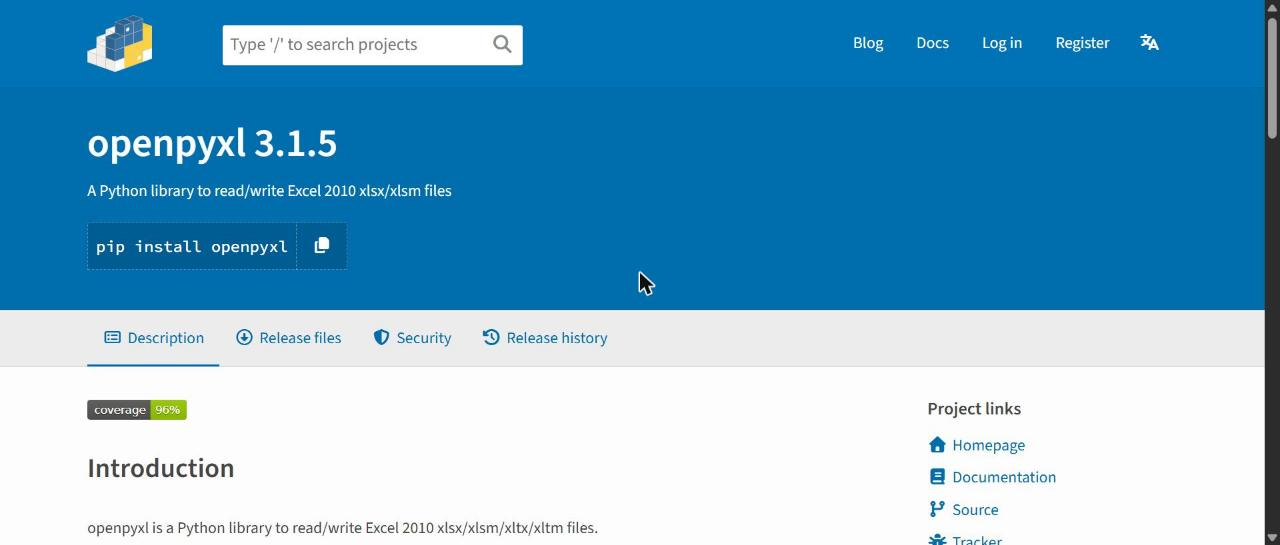 Type '/' to search projects
Blog
Docs
Log in
Register
openpyxl 3.1.5
A Python library to read/write Excel 2010 xlsx/xlsm files
pip install openpyxl
Description
Release files
Security
Release history
coverage 96%
Introduction
openpyxl is a Python library to read/write Excel 2010 xlsx/xlsm/xltx/xltm files.
Project links
Homepage
Documentation
Source
Tracker